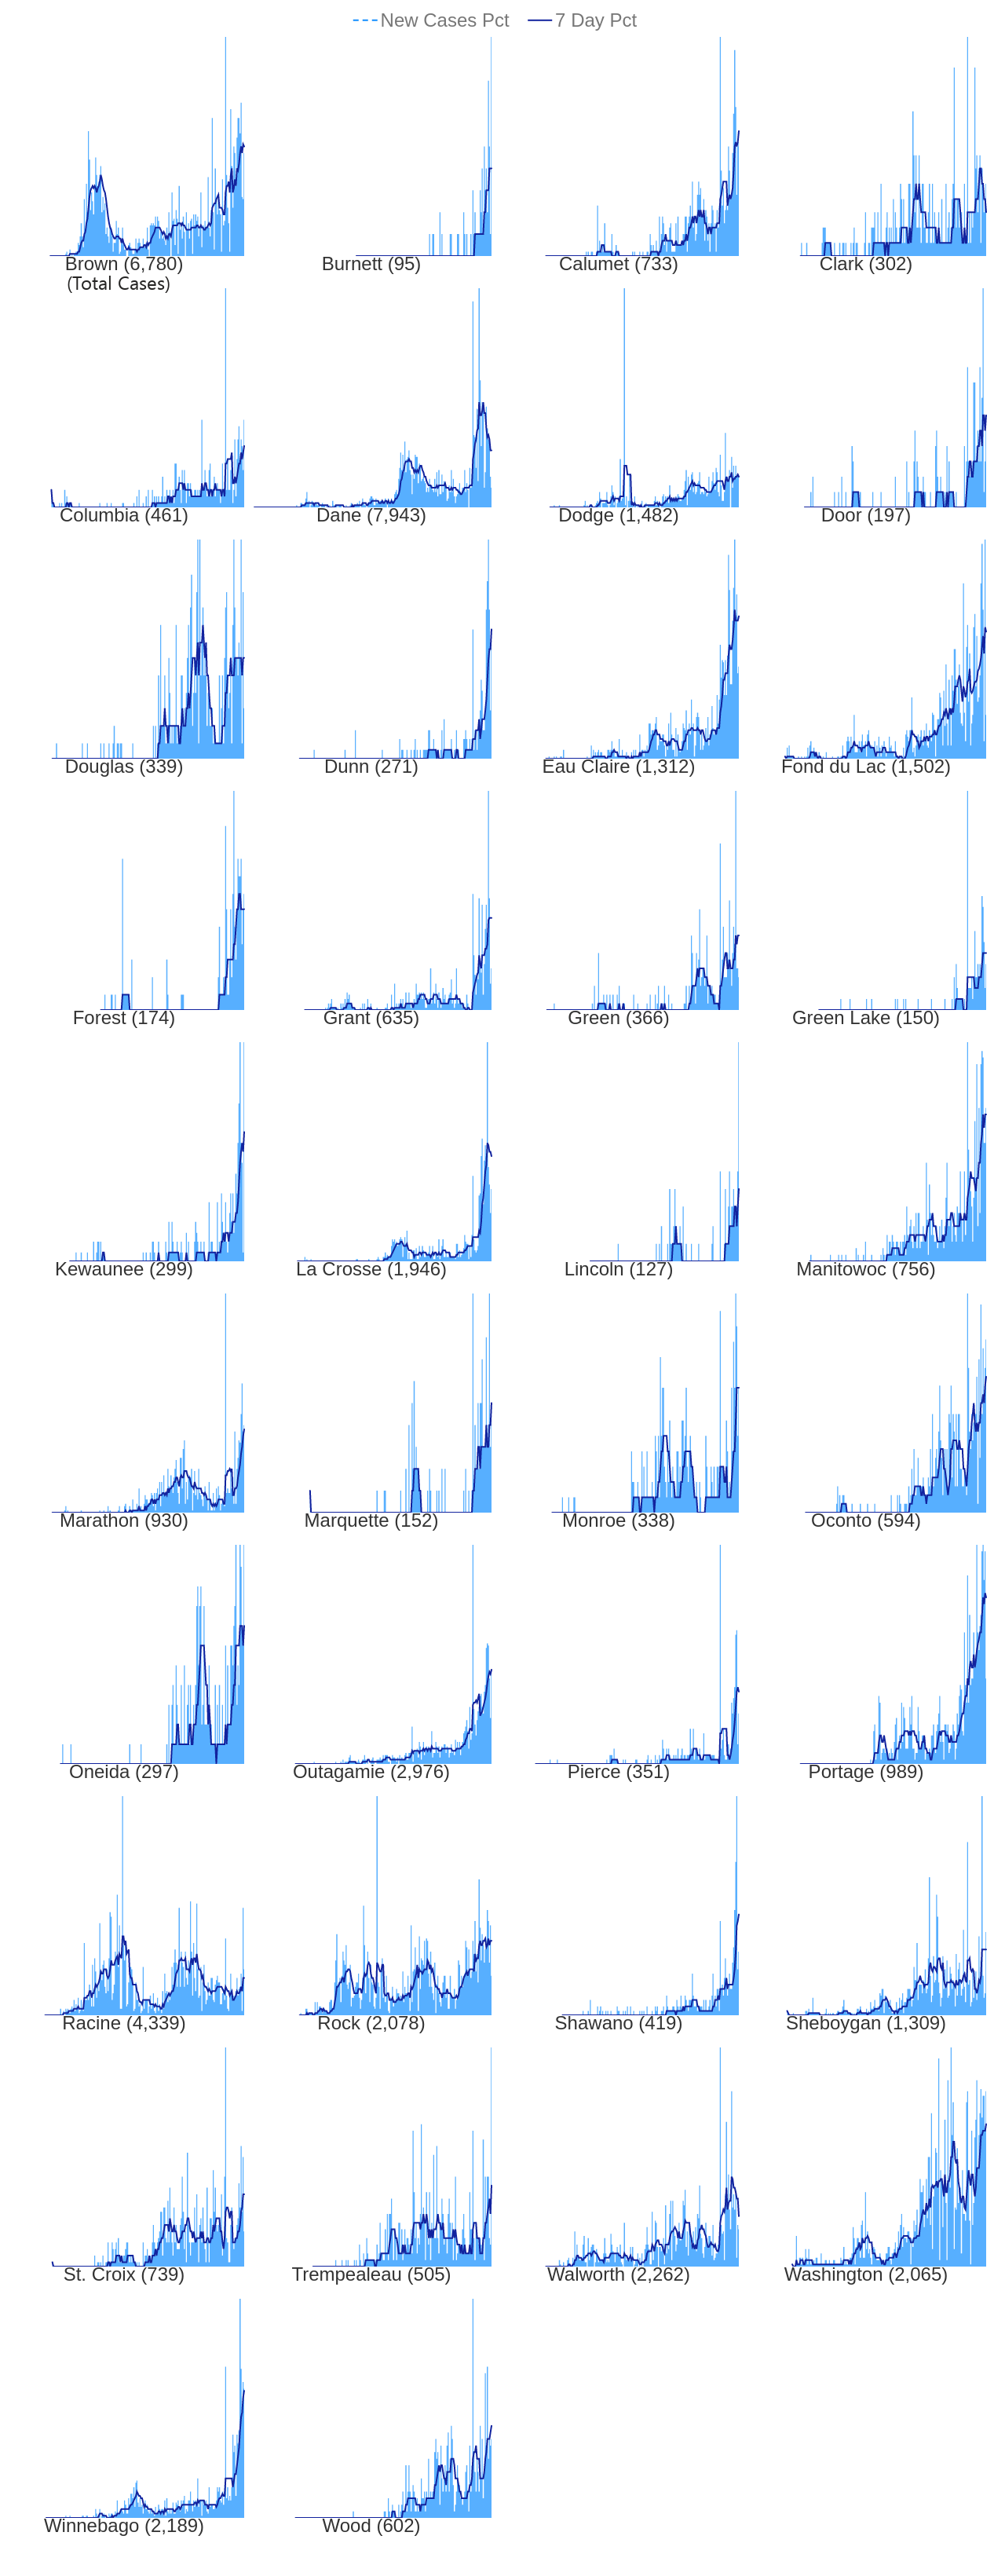 New Cases Pct 7 Day Pct
Brown (6,780) Burnett (95) Calumet (733) Clark (302)
(Total Cases)
Columbia (461) Dane (7,943) Dodge (1,482) Door (197)
Douglas (339) Dunn (271) Eau Claire (1,312) Fond du Lac (1,502)
Forest (174) Grant (635) Green (366) Green Lake (150)
Kewaunee (299) La Crosse (1,946) Lincoln (127) Manitowoc (756)
Marathon (930) Marquette (152) Monroe (338) Oconto (594)
Oneida (297) Outagamie (2,976) Pierce (351) Portage (989)
Racine (4,339) Rock (2,078) Shawano (419) Sheboygan (1,309)
St. Croix (739) Trempealeau (505) Walworth (2,262) Washington (2,065)
Winnebago (2,189) Wood (602)